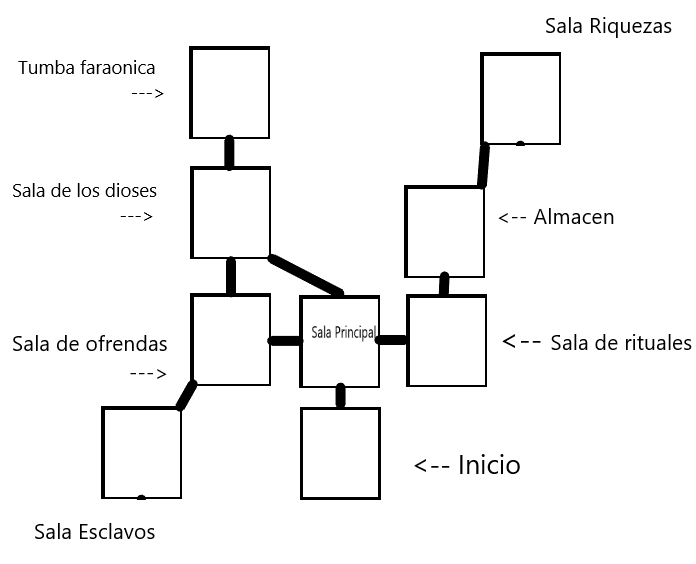 Sala Riquezas
Tumba faraonica
--->
Sala de los dioses
--->
<-- Almacen
Sala Principal
Sala de ofrendas
--->
<-- Sala de rituales
<-- Inicio
Sala Esclavos